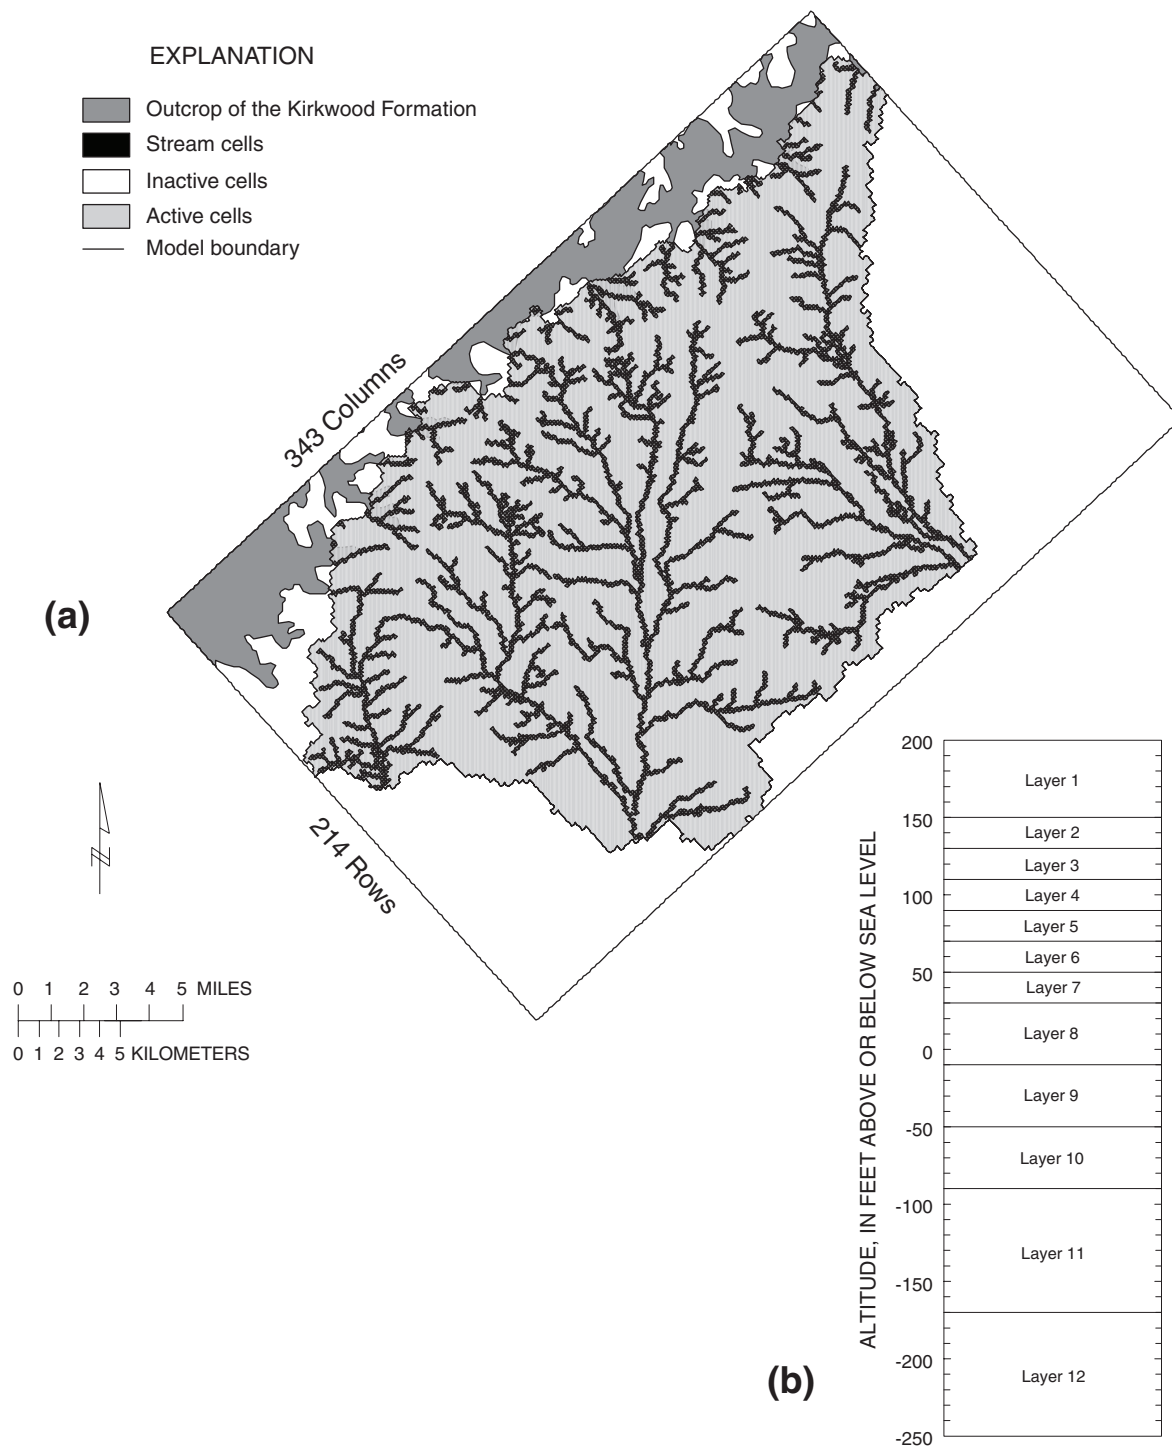 EXPLANATION
Outcrop of the Kirkwood Formation
Stream cells
Inactive cells
Active cells
Model boundary
343 Columns
(a)
214 Rows
N
0 1 2 3 4 5 MILES
0 1 2 3 4 5 KILOMETERS
ALTITUDE, IN FEET ABOVE OR BELOW SEA LEVEL
200
Layer 1
150
Layer 2
Layer 3
100
Layer 4
Layer 5
Layer 6
50
Layer 7
Layer 8
0
Layer 9
-50
Layer 10
-100
Layer 11
-150
-200
Layer 12
-250
(b)